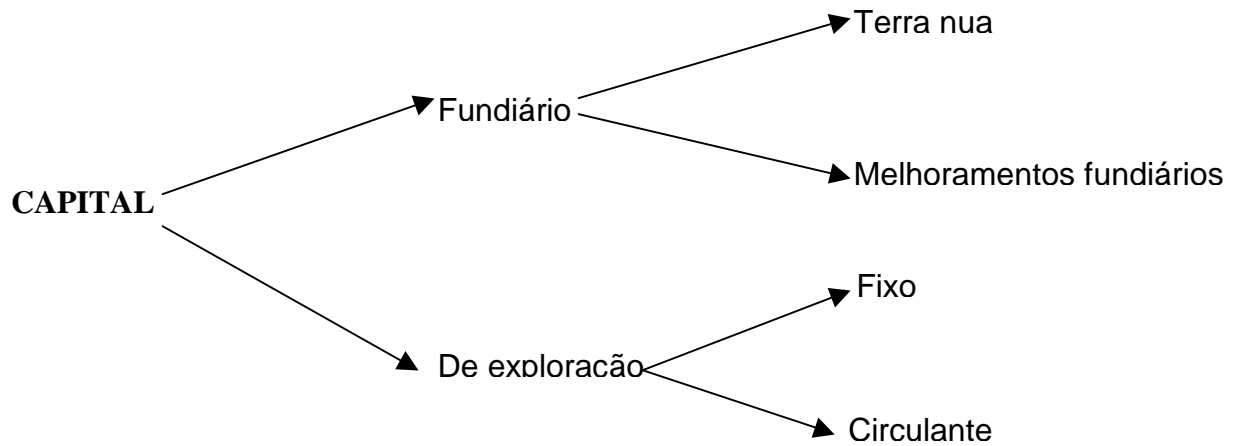 Terra nua
Fundiário
Melhoramentos fundiários
CAPITAL
Fixo
De exploração
Circulante